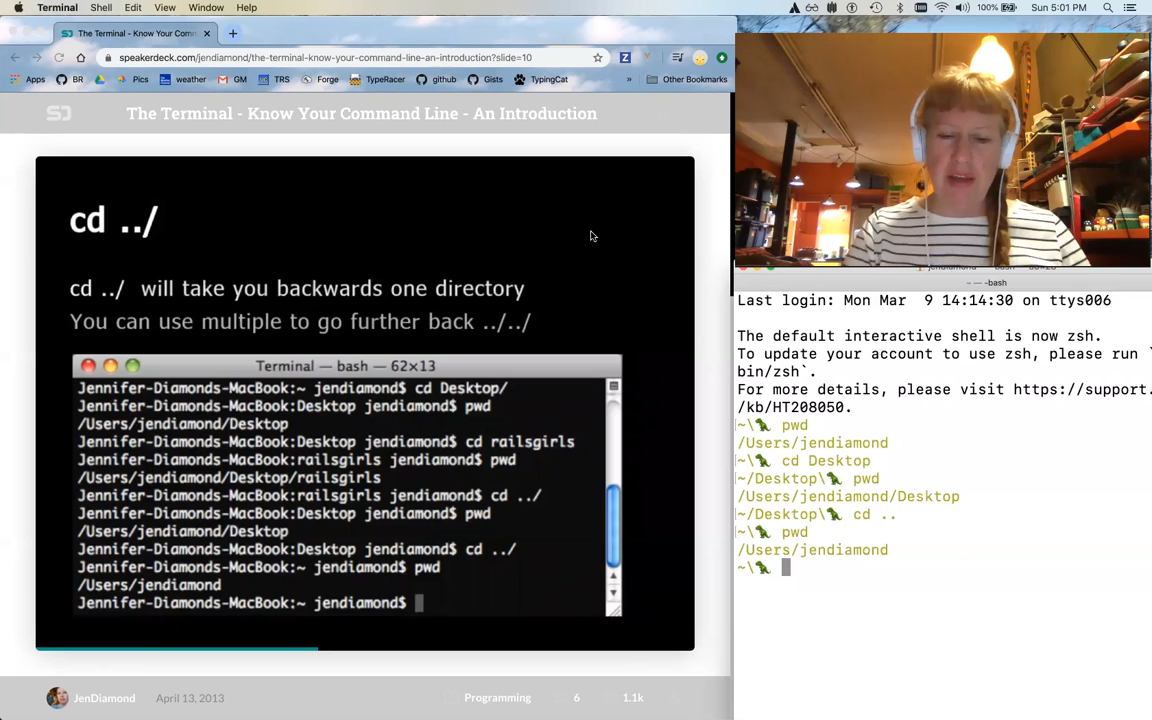 Terminal Shell Edit View Window Help
100% Sun 5:01 PM
The Terminal - Know Your Comm
speakerdeck.com/jendiamond/the-terminal-know-your-command-line-an-introduction?slide=10
Apps BR Pics weather GM TRS Forge TypeRacer github Gists TypingCat » Other Bookmarks
The Terminal - Know Your Command Line - An Introduction
cd ../
cd ../ will take you backwards one directory
You can use multiple to go further back ../../
Terminal — bash — 62×13
Jennifer-Diamonds-MacBook:~ jendiamond$ cd Desktop/
Jennifer-Diamonds-MacBook:Desktop jendiamond$ pwd
/Users/jendiamond/Desktop
Jennifer-Diamonds-MacBook:Desktop jendiamond$ cd railsgirls
Jennifer-Diamonds-MacBook:railsgirls jendiamond$ pwd
/Users/jendiamond/Desktop/railsgirls
Jennifer-Diamonds-MacBook:railsgirls jendiamond$ cd ../
Jennifer-Diamonds-MacBook:Desktop jendiamond$ pwd
/Users/jendiamond/Desktop
Jennifer-Diamonds-MacBook:Desktop jendiamond$ cd ../
Jennifer-Diamonds-MacBook:~ jendiamond$ pwd
/Users/jendiamond
Jennifer-Diamonds-MacBook:~ jendiamond$
JenDiamond April 13, 2013 Programming 6 1.1k
~ — -bash
Last login: Mon Mar 9 14:14:30 on ttys006
The default interactive shell is now zsh.
To update your account to use zsh, please run `
bin/zsh`.
For more details, please visit https://support.
/kb/HT208050.
~\🦖 pwd
/Users/jendiamond
~\🦖 cd Desktop
~/Desktop\🦖 pwd
/Users/jendiamond/Desktop
~/Desktop\🦖 cd ..
~\🦖 pwd
/Users/jendiamond
~\🦖